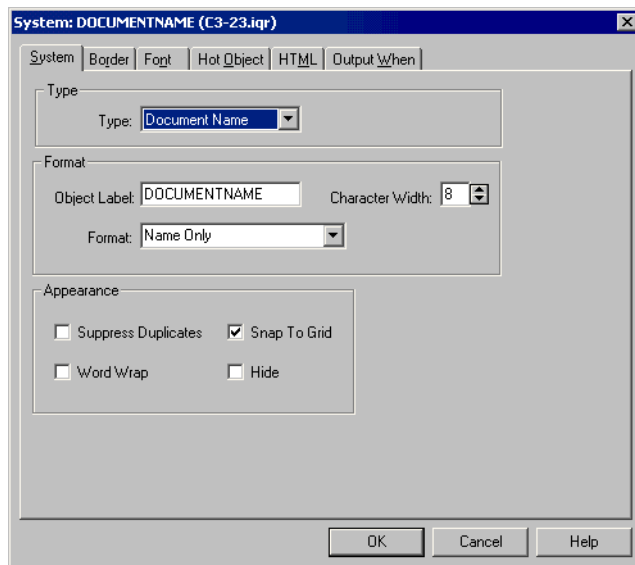 System: DOCUMENTNAME (C3-23.iqr)
System Border Font Hot Object HTML Output When
Type
Type: Document Name
Format
Object Label: DOCUMENTNAME Character Width: 8
Format: Name Only
Appearance
Suppress Duplicates Snap To Grid
Word Wrap Hide
OK Cancel Help